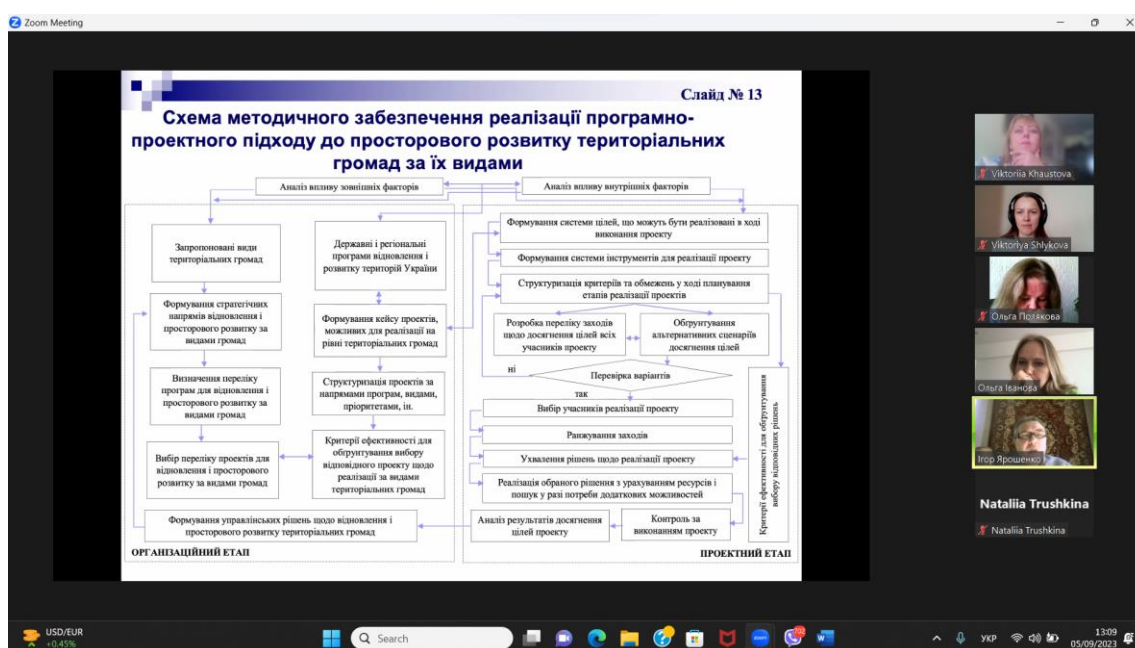 Zoom Meeting
Слайд № 13
Схема методичного забезпечення реалізації програмно-
проектного підходу до просторового розвитку територіальних
громад за їх видами
Аналіз впливу зовнішніх факторів
Аналіз впливу внутрішніх факторів
Запропоновані види
територіальних громад
Формування стратегічних
напрямів відновлення і
просторового розвитку за
видами громад
Визначення переліку
програм для відновлення і
просторового розвитку за
видами громад
Вибір переліку проектів для
відновлення і просторового
розвитку за видами громад
Державні і регіональні
програми відновлення і
розвитку територій України
Формування кейсу проектів,
можливих для реалізації на
рівні територіальних громад
Структуризація проектів за
напрямами програм, видами,
пріоритетами, ін.
Критерії ефективності для
обґрунтування вибору
відповідного проекту щодо
реалізації за видами
територіальних громад
Формування управлінських рішень щодо відновлення і
просторового розвитку територіальних громад
ОРГАНІЗАЦІЙНИЙ ЕТАП
Формування системи цілей, що можуть бути реалізовані в ході
виконання проекту
Формування системи інструментів для реалізації проекту
Структуризація критеріїв та обмежень у ході планування
етапів реалізації проектів
Розробка переліку заходів
щодо досягнення цілей всіх
учасників проекту
Обґрунтування
альтернативних сценаріїв
досягнення цілей
ні
Перевірка варіантів
так
Вибір учасників реалізації проекту
Ранжування заходів
Ухвалення рішень щодо реалізації проекту
Реалізація обраного рішення з урахуванням ресурсів і
пошук у разі потреби додаткових можливостей
Аналіз результатів досягнення
цілей проекту
Контроль за
виконанням проекту
Критерії ефективності для обґрунтування
вибору відповідних рішень
ПРОЕКТНИЙ ЕТАП
Viktoriia Khaustova
Viktoriya Shlykova
Ольга Полякова
Ольга Іванова
Ігор Ярошенко
Nataliia Trushkina
Nataliia Trushkina
USD/EUR
+0.45%
Search
УКР
13:09
05/09/2023